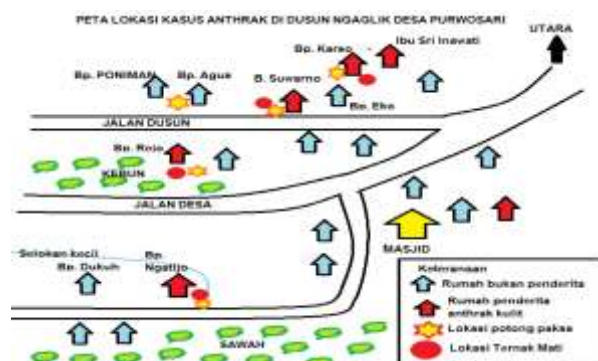 PETA LOKASI KASUS ANTHRAK DI DUSUN NGAGLIK DESA PURWOSARI
UTARA
Ibu Sri Inawati
Bp. Karso
Bp. PONIMAN
Bp. Agus
B. Suwarno
Bp. Eko
JALAN DUSUN
Bp. Rojo
KEBUN
JALAN DESA
MASJID
Selokan kecil
Bp. Dukuh
Bp. Ngatijo
SAWAH
Keterangan
Rumah bukan penderita
Rumah penderita
anthrak kulit
Lokasi potong paksa
Lokasi Ternak Mati